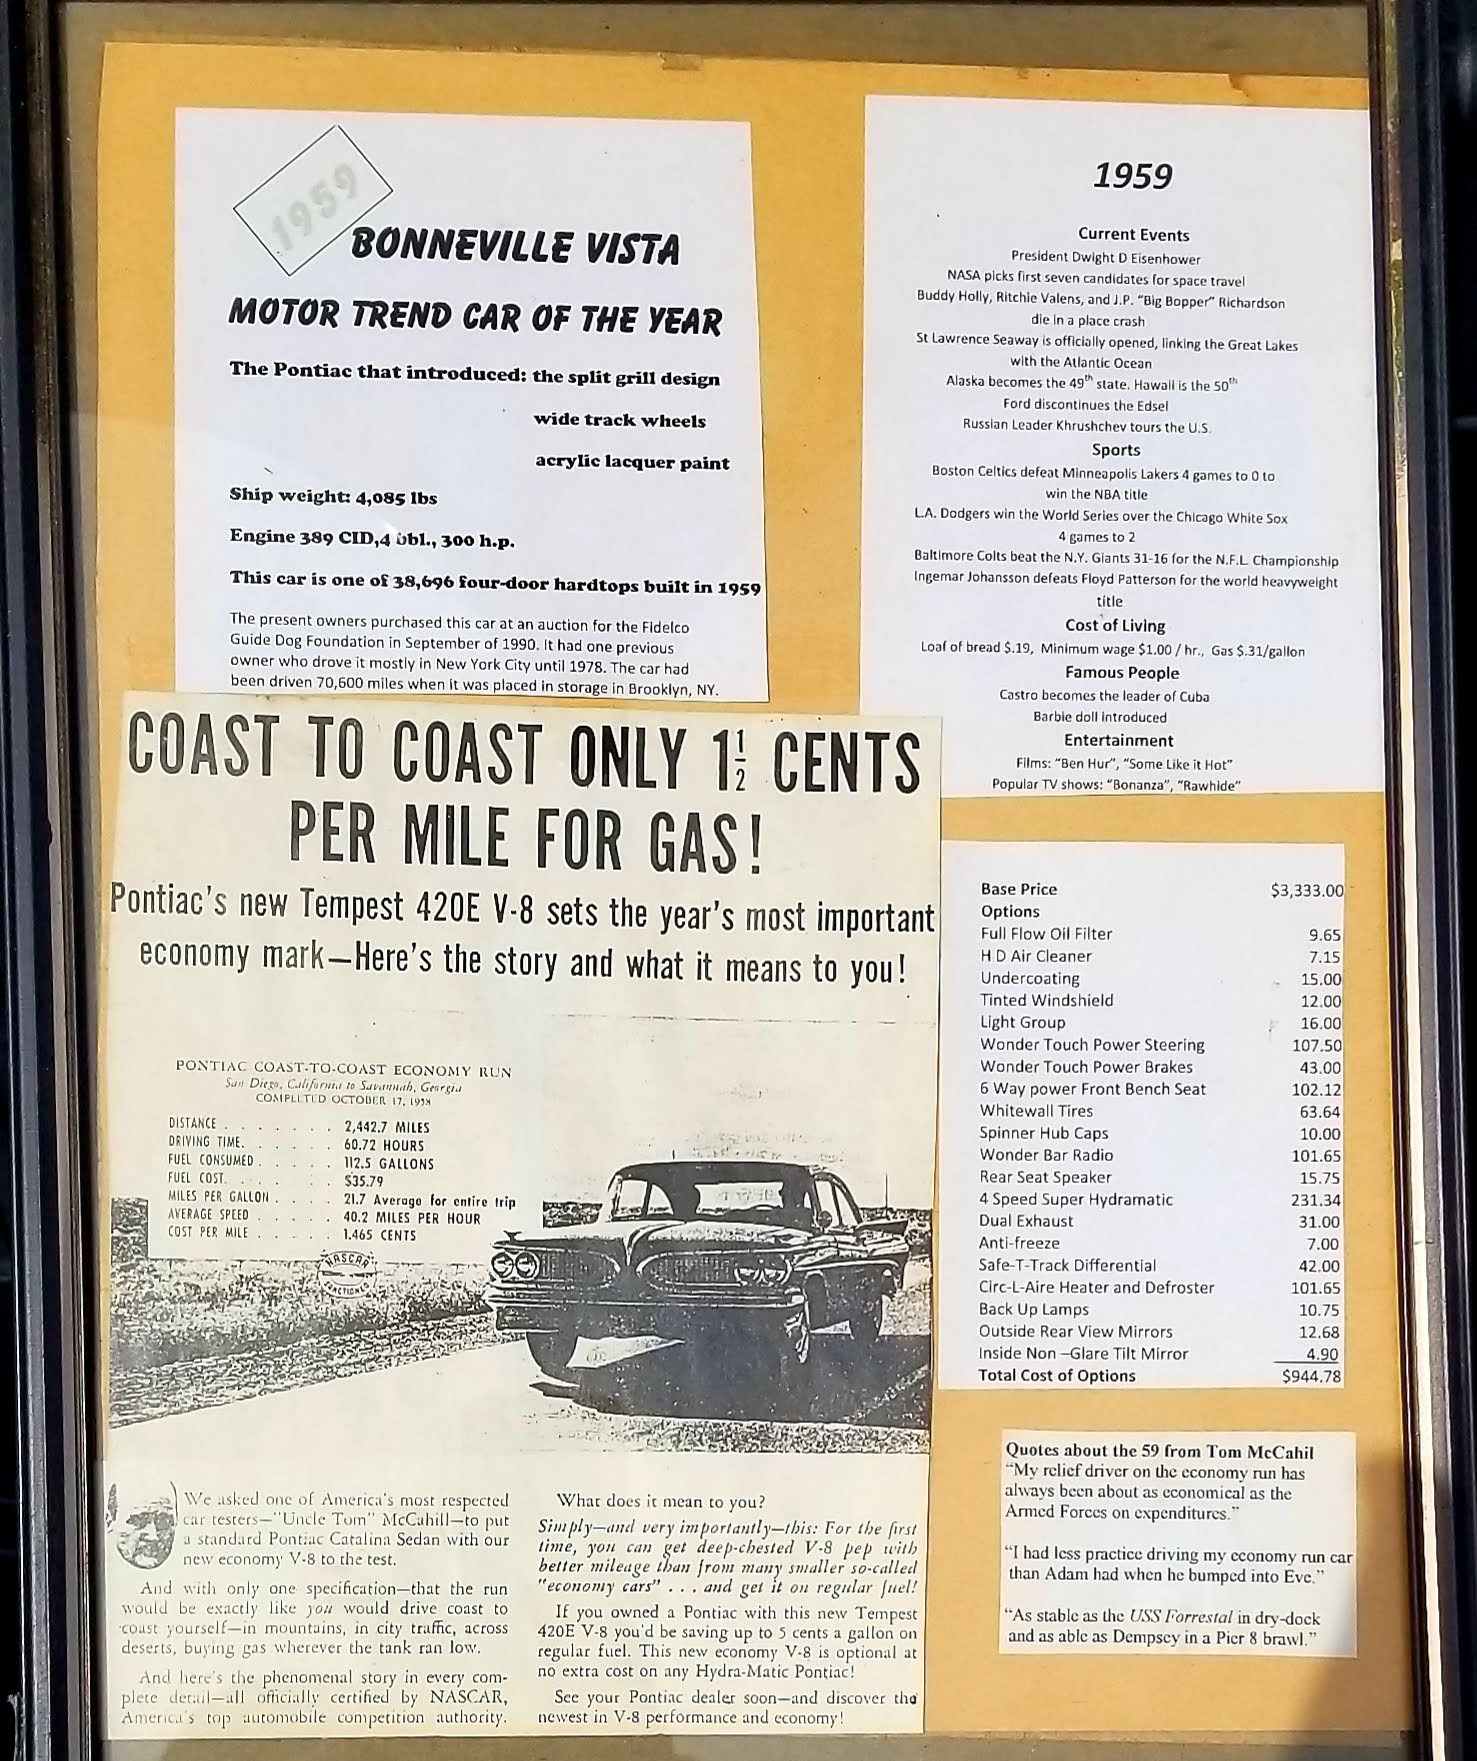 1959
BONNEVILLE VISTA
MOTOR TREND CAR OF THE YEAR
The Pontiac that introduced: the split grill design
wide track wheels
acrylic lacquer paint
Ship weight: 4,085 lbs
Engine 389 CID,4 bbl., 300 h.p.
This car is one of 38,696 four-door hardtops built in 1959
The present owners purchased this car at an auction for the Fidelco
Guide Dog Foundation in September of 1990. It had one previous
owner who drove it mostly in New York City until 1978. The car had
been driven 70,600 miles when it was placed in storage in Brooklyn, NY.
1959
Current Events
President Dwight D Eisenhower
NASA picks first seven candidates for space travel
Buddy Holly, Ritchie Valens, and J.P. "Big Bopper" Richardson
die in a place crash
St Lawrence Seaway is officially opened, linking the Great Lakes
with the Atlantic Ocean
Alaska becomes the 49th state. Hawaii is the 50th
Ford discontinues the Edsel
Russian Leader Khrushchev tours the U.S.
Sports
Boston Celtics defeat Minneapolis Lakers 4 games to 0 to
win the NBA title
L.A. Dodgers win the World Series over the Chicago White Sox
4 games to 2
Baltimore Colts beat the N.Y. Giants 31-16 for the N.F.L. Championship
Ingemar Johansson defeats Floyd Patterson for the world heavyweight
title
Cost of Living
Loaf of bread $.19, Minimum wage $1.00 / hr., Gas $.31/gallon
Famous People
Castro becomes the leader of Cuba
Barbie doll introduced
Entertainment
Films: "Ben Hur", "Some Like it Hot"
Popular TV shows: "Bonanza", "Rawhide"
COAST TO COAST ONLY 1½ CENTS
PER MILE FOR GAS!
Pontiac's new Tempest 420E V-8 sets the year's most important
economy mark—Here's the story and what it means to you!
PONTIAC COAST-TO-COAST ECONOMY RUN
San Diego, California to Savannah, Georgia
COMPLETED OCTOBER 17, 1958
DISTANCE . . . . . . . 2,442.7 MILES
DRIVING TIME. . . . . . 60.72 HOURS
FUEL CONSUMED . . . . . 112.5 GALLONS
FUEL COST. . . . . . . $35.79
MILES PER GALLON . . . . 21.7 Average for entire trip
AVERAGE SPEED . . . . . 40.2 MILES PER HOUR
COST PER MILE . . . . . 1.465 CENTS
NASCAR
We asked one of America's most respected
car testers—"Uncle Tom" McCahill—to put
a standard Pontiac Catalina Sedan with our
new economy V-8 to the test.
And with only one specification—that the run
would be exactly like you would drive coast to
coast yourself—in mountains, in city traffic, across
deserts, buying gas wherever the tank ran low.
And here's the phenomenal story in every com-
plete detail—all officially certified by NASCAR,
America's top automobile competition authority.
What does it mean to you?
Simply—and very importantly—this: For the first
time, you can get deep-chested V-8 pep with
better mileage than from many smaller so-called
"economy cars" . . . and get it on regular fuel!
If you owned a Pontiac with this new Tempest
420E V-8 you'd be saving up to 5 cents a gallon on
regular fuel. This new economy V-8 is optional at
no extra cost on any Hydra-Matic Pontiac!
See your Pontiac dealer soon—and discover the
newest in V-8 performance and economy!
Base Price $3,333.00
Options
Full Flow Oil Filter 9.65
H D Air Cleaner 7.15
Undercoating 15.00
Tinted Windshield 12.00
Light Group 16.00
Wonder Touch Power Steering 107.50
Wonder Touch Power Brakes 43.00
6 Way power Front Bench Seat 102.12
Whitewall Tires 63.64
Spinner Hub Caps 10.00
Wonder Bar Radio 101.65
Rear Seat Speaker 15.75
4 Speed Super Hydramatic 231.34
Dual Exhaust 31.00
Anti-freeze 7.00
Safe-T-Track Differential 42.00
Circ-L-Aire Heater and Defroster 101.65
Back Up Lamps 10.75
Outside Rear View Mirrors 12.68
Inside Non –Glare Tilt Mirror 4.90
Total Cost of Options $944.78
Quotes about the 59 from Tom McCahil
"My relief driver on the economy run has
always been about as economical as the
Armed Forces on expenditures."
"I had less practice driving my economy run car
than Adam had when he bumped into Eve."
"As stable as the USS Forrestal in dry-dock
and as able as Dempsey in a Pier 8 brawl."